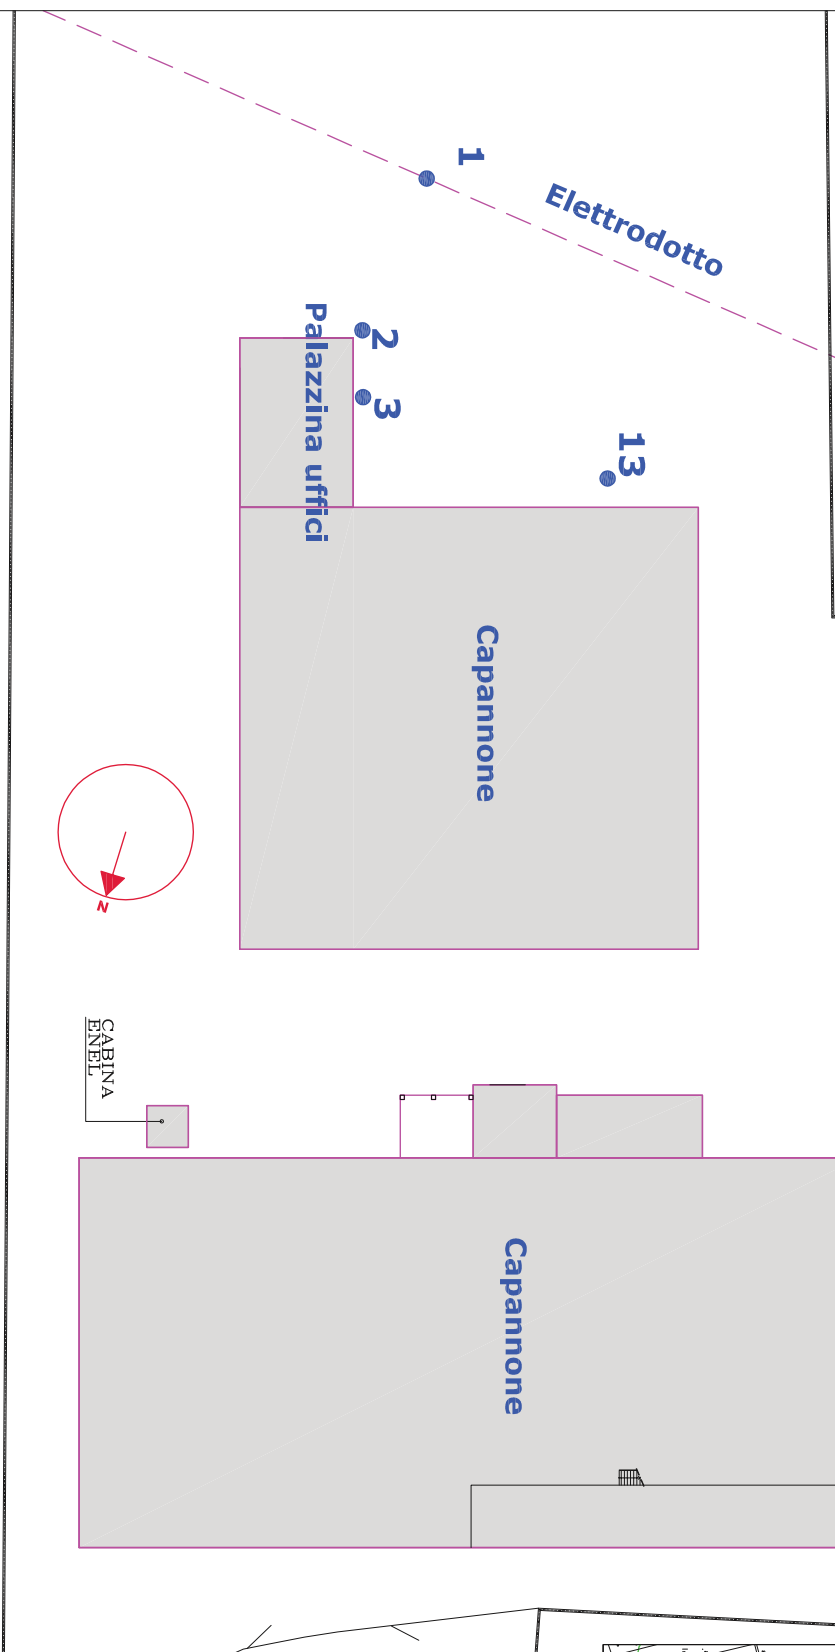 1
Elettrodotto
2
Palazzina uffici
3
13
Capannone
N
CABINA
ENEL
Capannone